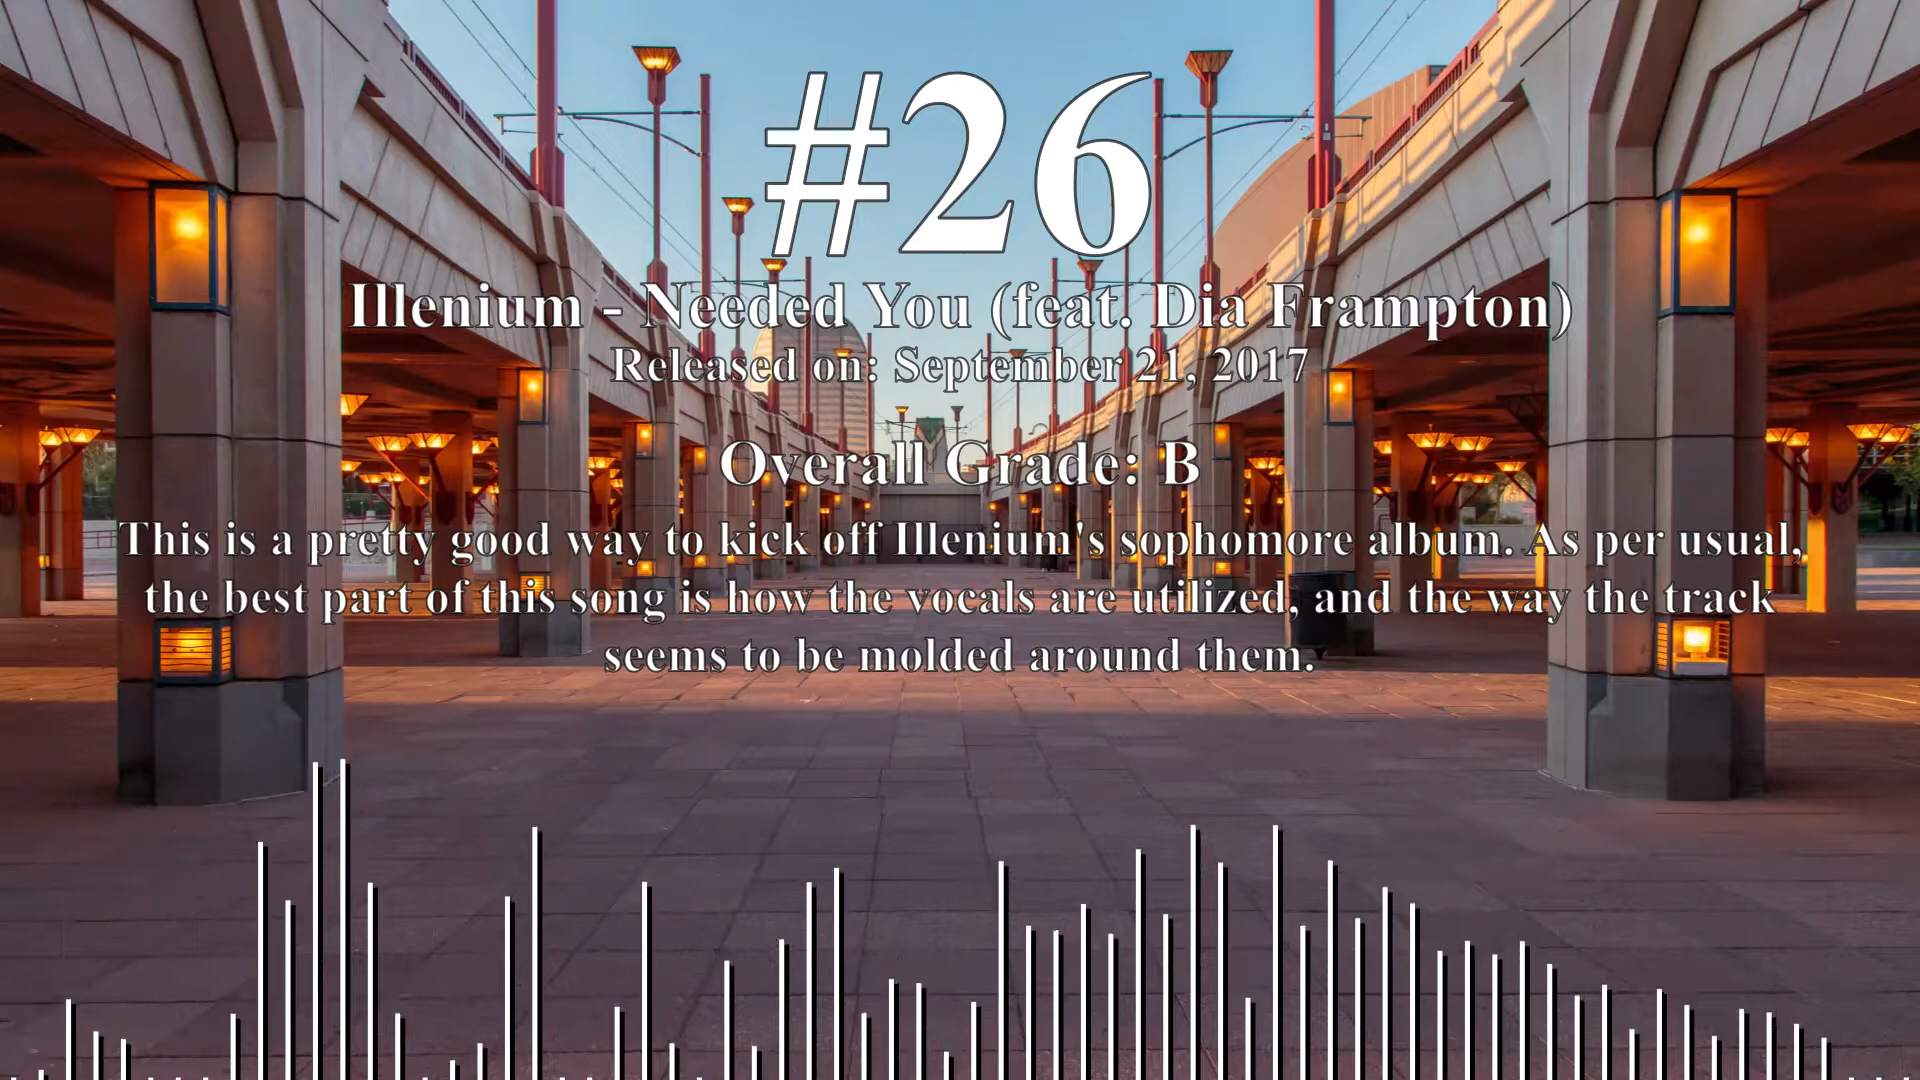 #26
Illenium - Needed You (feat. Dia Frampton)
Released on: September 21, 2017
Overall Grade: B
This is a pretty good way to kick off Illenium's sophomore album. As per usual,
the best part of this song is how the vocals are utilized, and the way the track
seems to be molded around them.